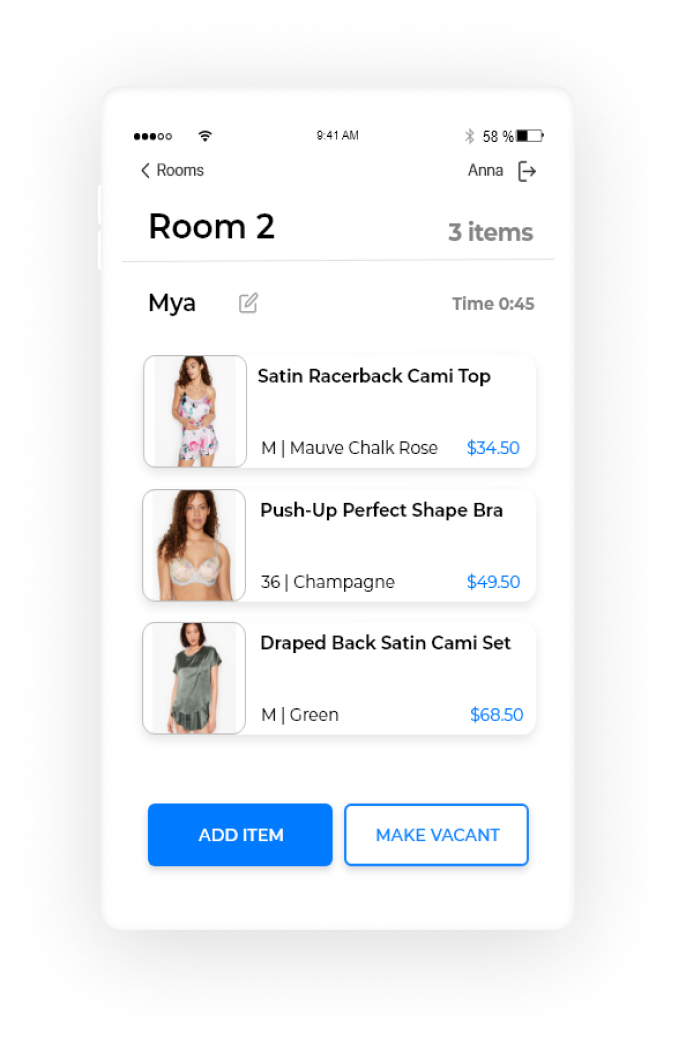 9:41 AM 58 %
Rooms Anna
Room 2 3 items
Mya Time 0:45
Satin Racerback Cami Top
M | Mauve Chalk Rose $34.50
Push-Up Perfect Shape Bra
36 | Champagne $49.50
Draped Back Satin Cami Set
M | Green $68.50
ADD ITEM MAKE VACANT